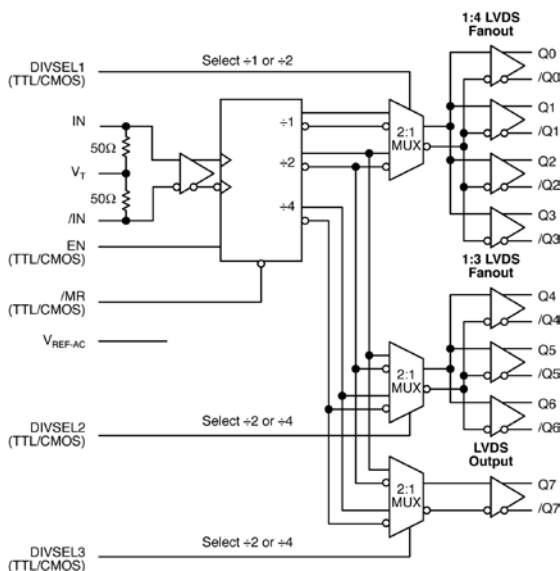 1:4 LVDS
Fanout
DIVSEL1
(TTL/CMOS)
Select ÷1 or ÷2
IN
50Ω
VT
50Ω
/IN
EN
(TTL/CMOS)
/MR
(TTL/CMOS)
VREF-AC
÷1
÷2
÷4
2:1
MUX
Q0
/Q0
Q1
/Q1
Q2
/Q2
Q3
/Q3
1:3 LVDS
Fanout
2:1
MUX
Q4
/Q4
Q5
/Q5
Q6
/Q6
DIVSEL2
(TTL/CMOS)
Select ÷2 or ÷4
LVDS
Output
2:1
MUX
Q7
/Q7
DIVSEL3
(TTL/CMOS)
Select ÷2 or ÷4